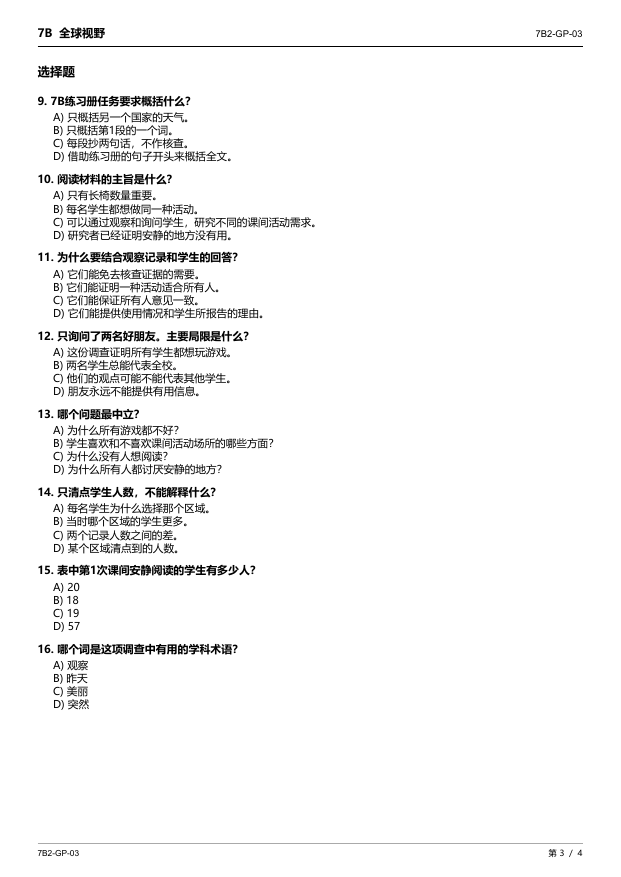 7B 全球视野
7B2-GP-03
选择题
9. 7B练习册任务要求概括什么？
A) 只概括另一个国家的天气。
B) 只概括第1段的一个词。
C) 每段抄两句话，不作核查。
D) 借助练习册的句子开头来概括全文。
10. 阅读材料的主旨是什么？
A) 只有长椅数量重要。
B) 每名学生都想做同一种活动。
C) 可以通过观察和询问学生，研究不同的课间活动需求。
D) 研究者已经证明安静的地方没有用。
11. 为什么要结合观察记录和学生的回答？
A) 它们能免去核查证据的需要。
B) 它们能证明一种活动适合所有人。
C) 它们能保证所有人意见一致。
D) 它们能提供使用情况和学生所报告的理由。
12. 只询问了两名好朋友。主要局限是什么？
A) 这份调查证明所有学生都想玩游戏。
B) 两名学生总能代表全校。
C) 他们的观点可能不能代表其他学生。
D) 朋友永远不能提供有用信息。
13. 哪个问题最中立？
A) 为什么所有游戏都不好？
B) 学生喜欢和不喜欢课间活动场所的哪些方面？
C) 为什么没有人想阅读？
D) 为什么所有人都讨厌安静的地方？
14. 只清点学生人数，不能解释什么？
A) 每名学生为什么选择那个区域。
B) 当时哪个区域的学生更多。
C) 两个记录人数之间的差。
D) 某个区域清点到的人数。
15. 表中第1次课间安静阅读的学生有多少人？
A) 20
B) 18
C) 19
D) 57
16. 哪个词是这项调查中有用的学科术语？
A) 观察
B) 昨天
C) 美丽
D) 突然
7B2-GP-03
第 3 / 4